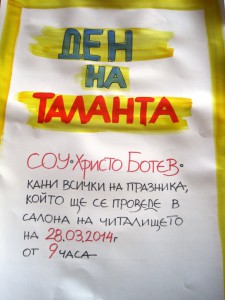 ДЕН
НА
ТАЛАНТА
СОУ "ХРИСТО БОТЕВ"
КАНИ ВСИЧКИ НА ПРАЗНИКА,
КОЙТО ЩЕ СЕ ПРОВЕДЕ В
САЛОНА НА ЧИТАЛИЩЕТО
НА 28.03.2014г
ОТ 9 ЧАСА